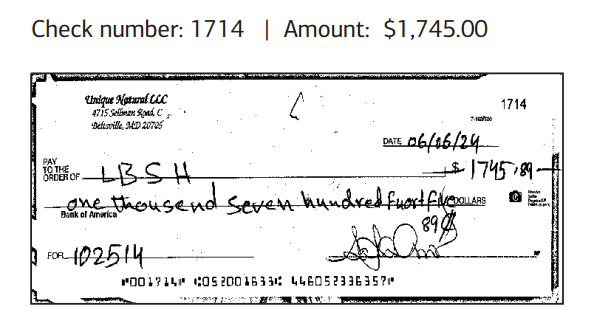 Check number: 1714 | Amount: $1,745.00
Unique Natural LLC
1714
4715 Sellman Road, C
Beltsville, MD 20705
DATE 06/06/24
PAY
TO THE
ORDER OF LBSH $ 1745.89
one thousend seven hundred fuort five DOLLARS
Bank of America
89 ¢
FOR 102514
⑈001714⑈ ⑆052001633⑆ 446052336357⑈